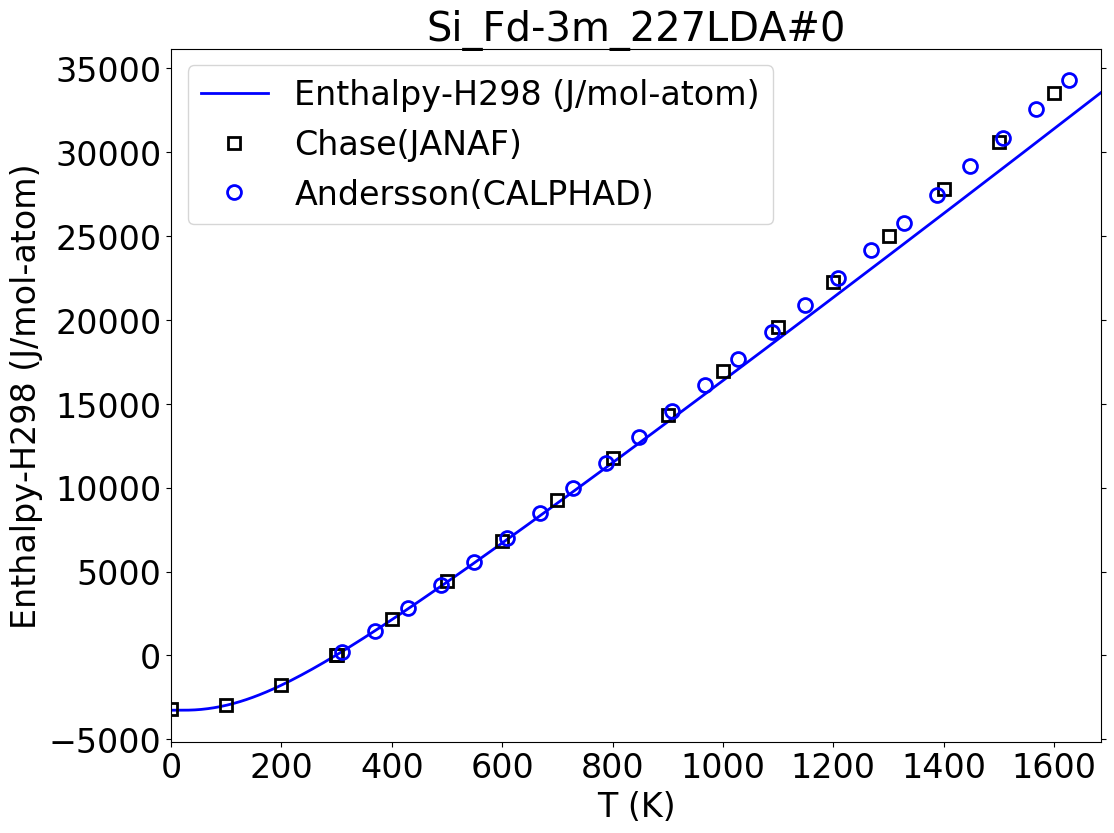 Si_Fd-3m_227LDA#0
Enthalpy-H298 (J/mol-atom)
Chase(JANAF)
Andersson(CALPHAD)
Enthalpy-H298 (J/mol-atom)
35000
30000
25000
20000
15000
10000
5000
0
−5000
0 200 400 600 800 1000 1200 1400 1600
T (K)